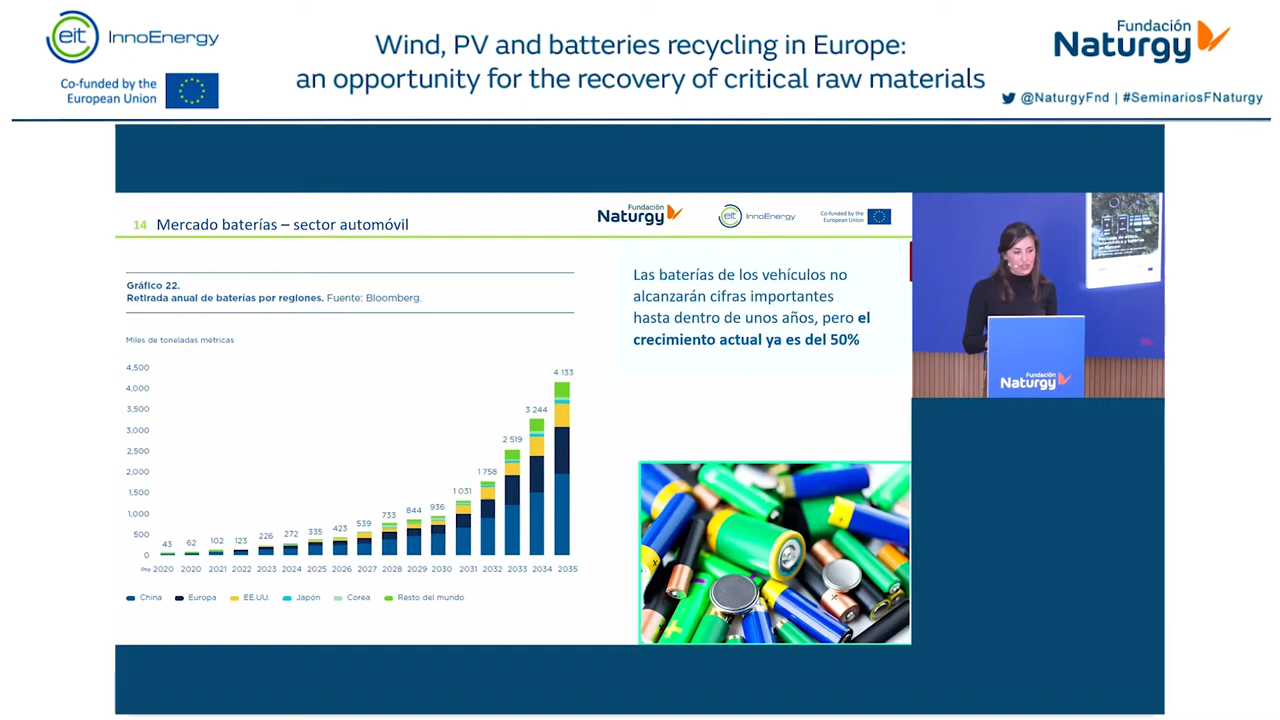 eit InnoEnergy
Co-funded by the
European Union
Wind, PV and batteries recycling in Europe:
an opportunity for the recovery of critical raw materials
Fundación
Naturgy
@NaturgyFnd | #SeminariosFNaturgy
14 Mercado baterías – sector automóvil
Fundación
Naturgy
eit InnoEnergy
Co-funded by the
European Union
Gráfico 22.
Retirada anual de baterías por regiones. Fuente: Bloomberg.
Miles de toneladas métricas
4,500
4,000
3,500
3,000
2,500
2,000
1,500
1,000
500
0
43 62 102 123 226 272 335 423 539 733 844 936 1 031 1 758 2 519 3 244 4 133
Pre 2020 2020 2021 2022 2023 2024 2025 2026 2027 2028 2029 2030 2031 2032 2033 2034 2035
China Europa EE.UU. Japón Corea Resto del mundo
Las baterías de los vehículos no
alcanzarán cifras importantes
hasta dentro de unos años, pero el
crecimiento actual ya es del 50%
Fundación
Naturgy